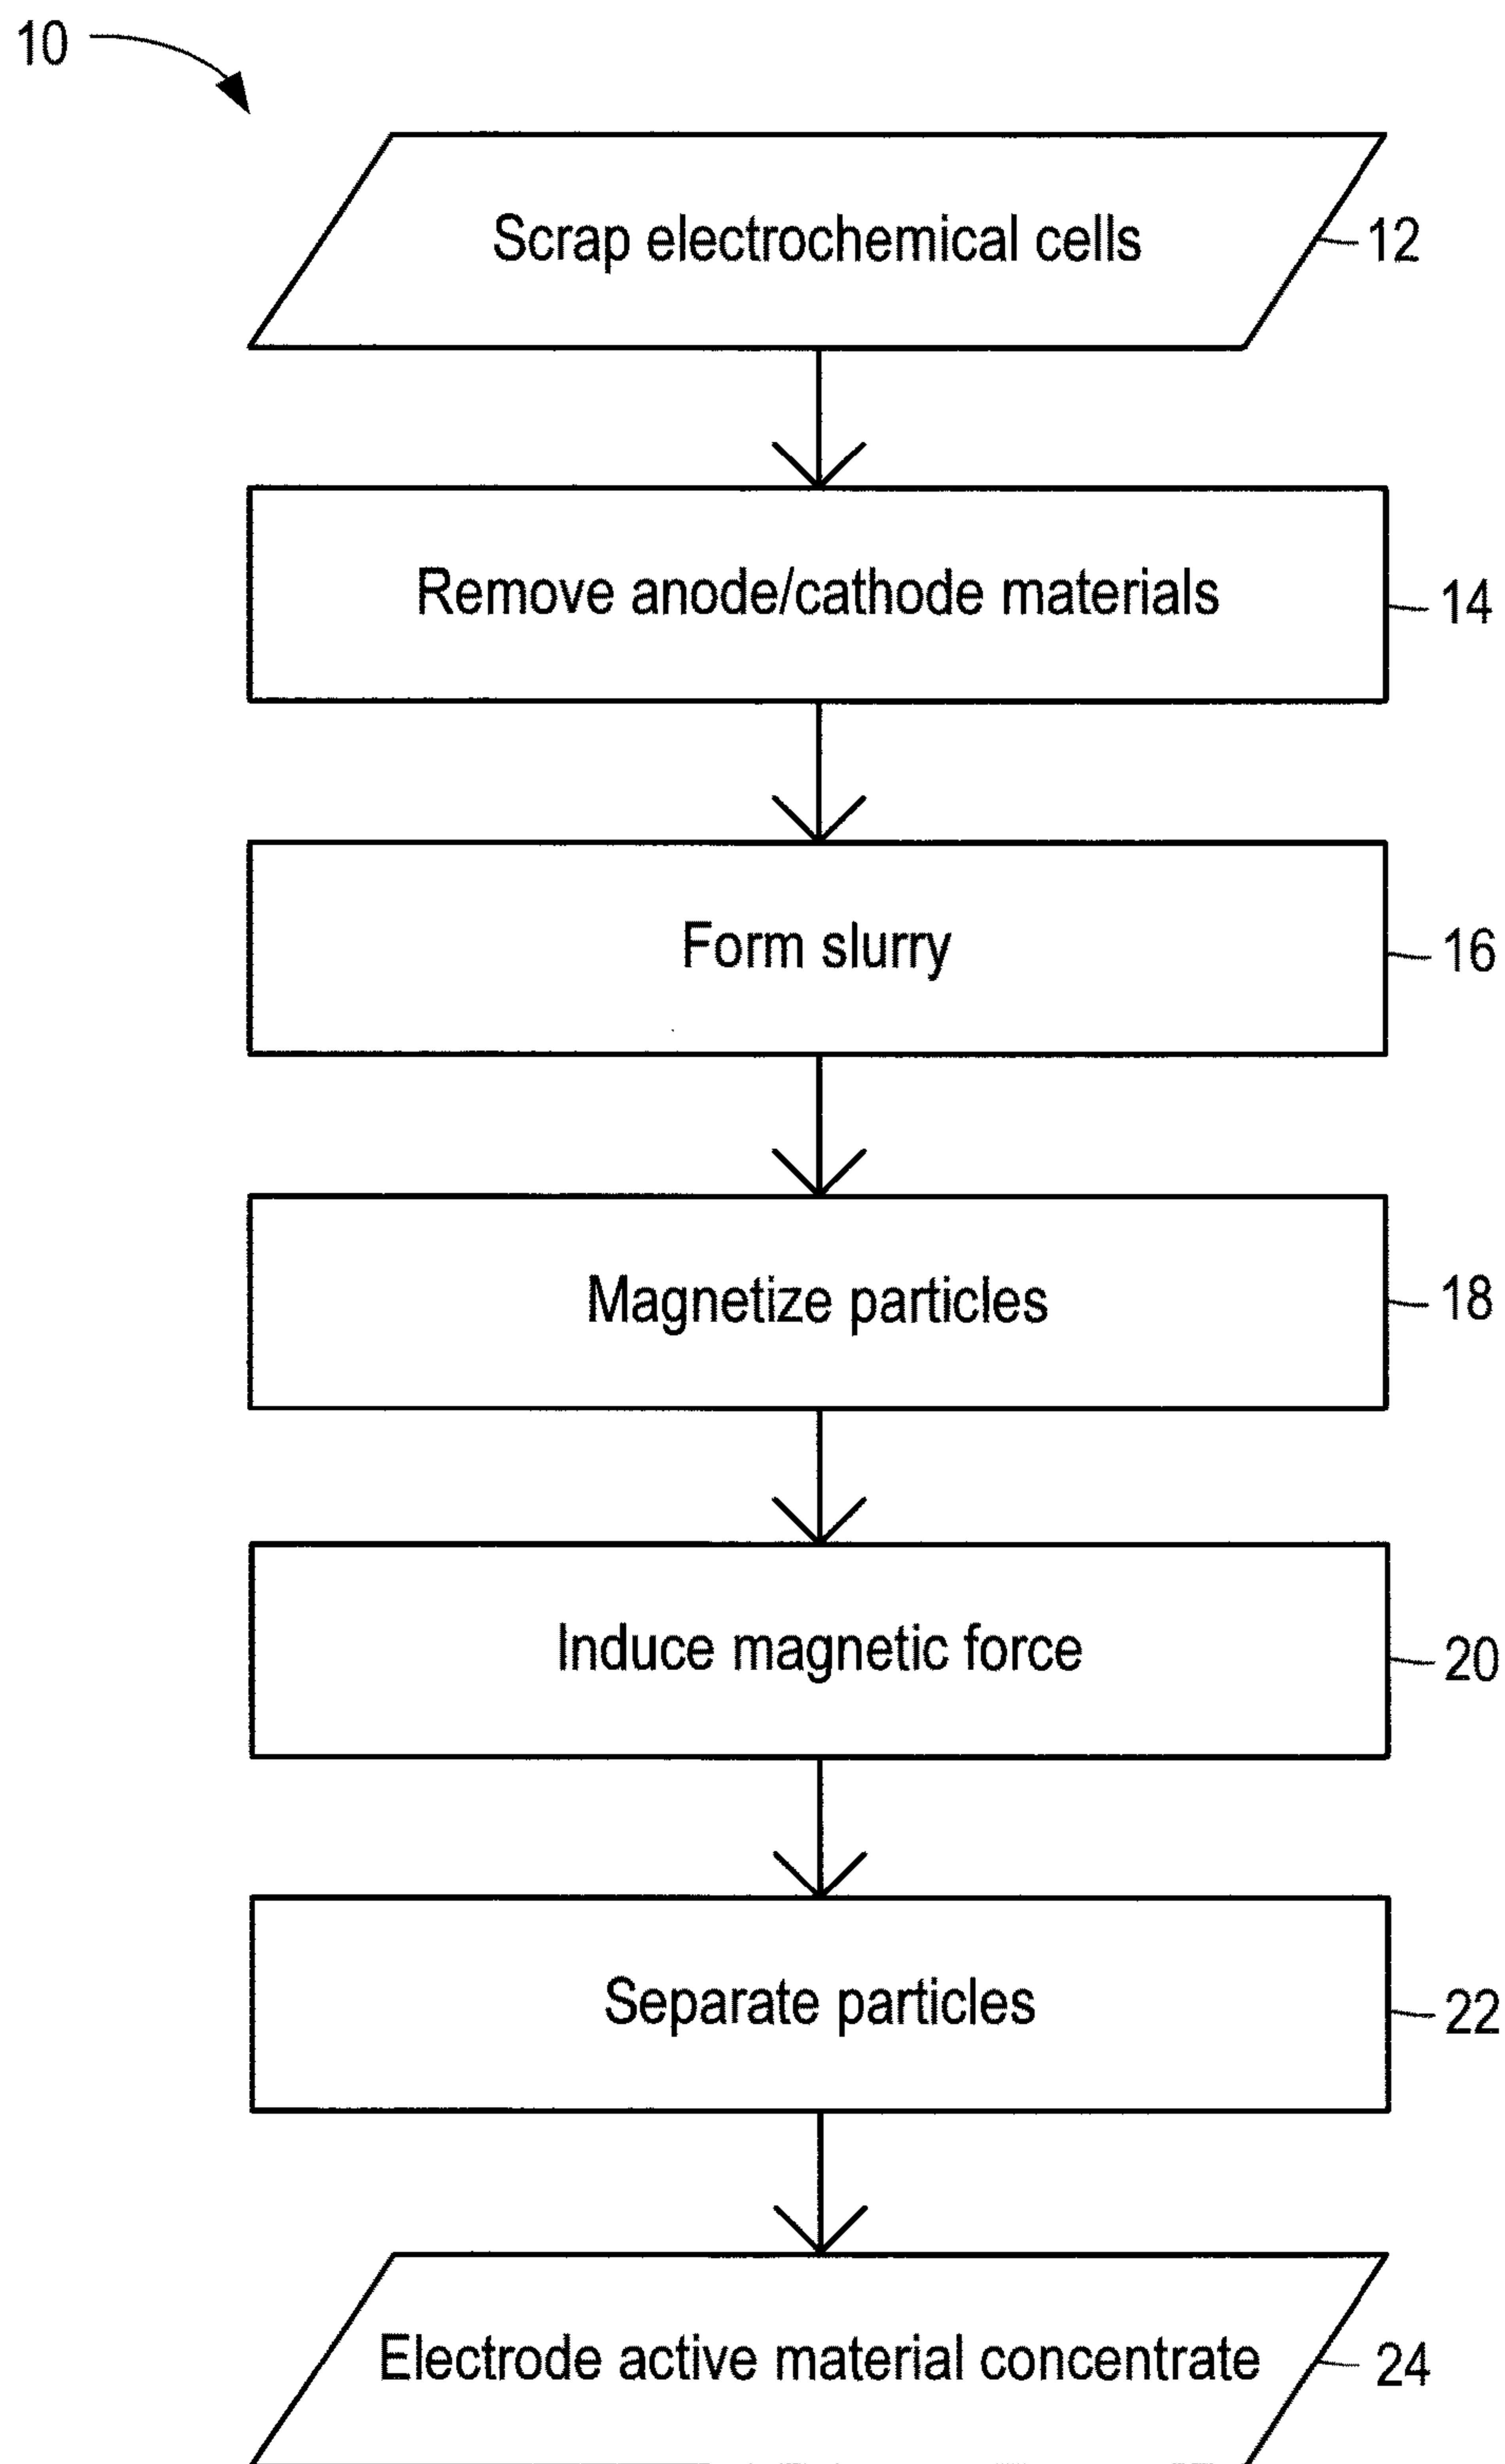 10
Scrap electrochemical cells
12
Remove anode/cathode materials
14
Form slurry
16
Magnetize particles
18
Induce magnetic force
20
Separate particles
22
Electrode active material concentrate
24